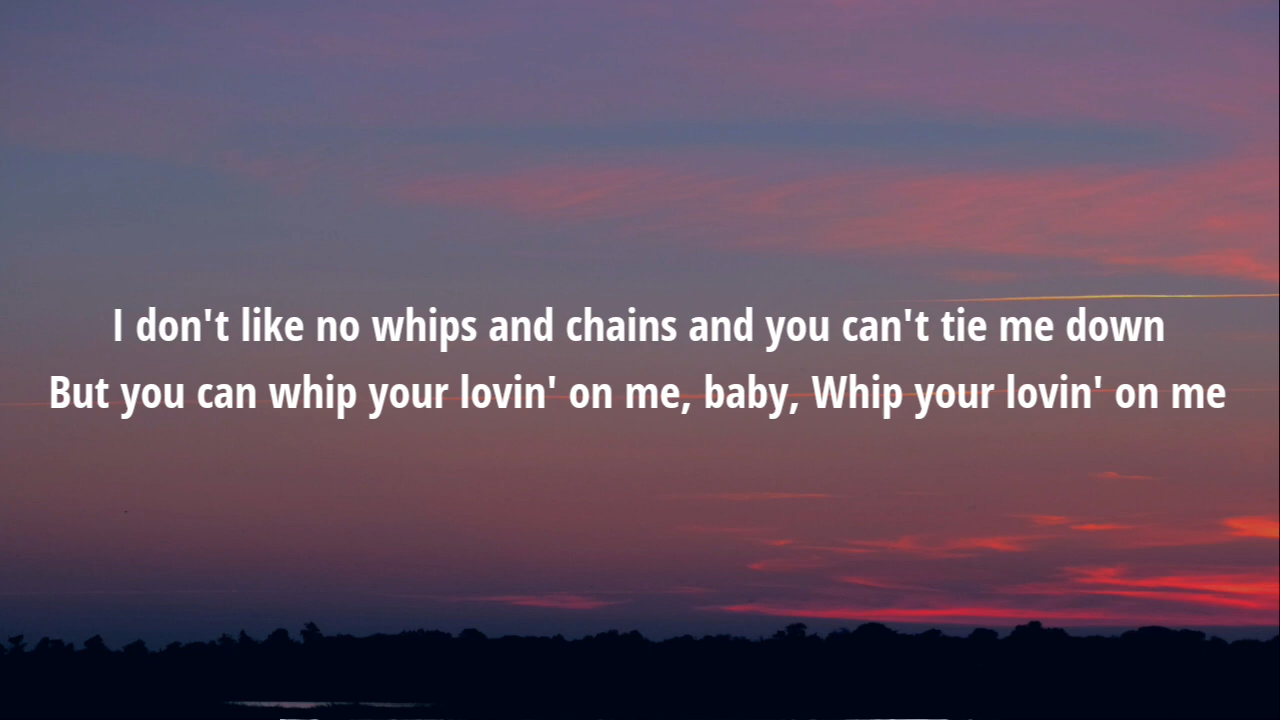 I don't like no whips and chains and you can't tie me down
But you can whip your lovin' on me, baby, Whip your lovin' on me